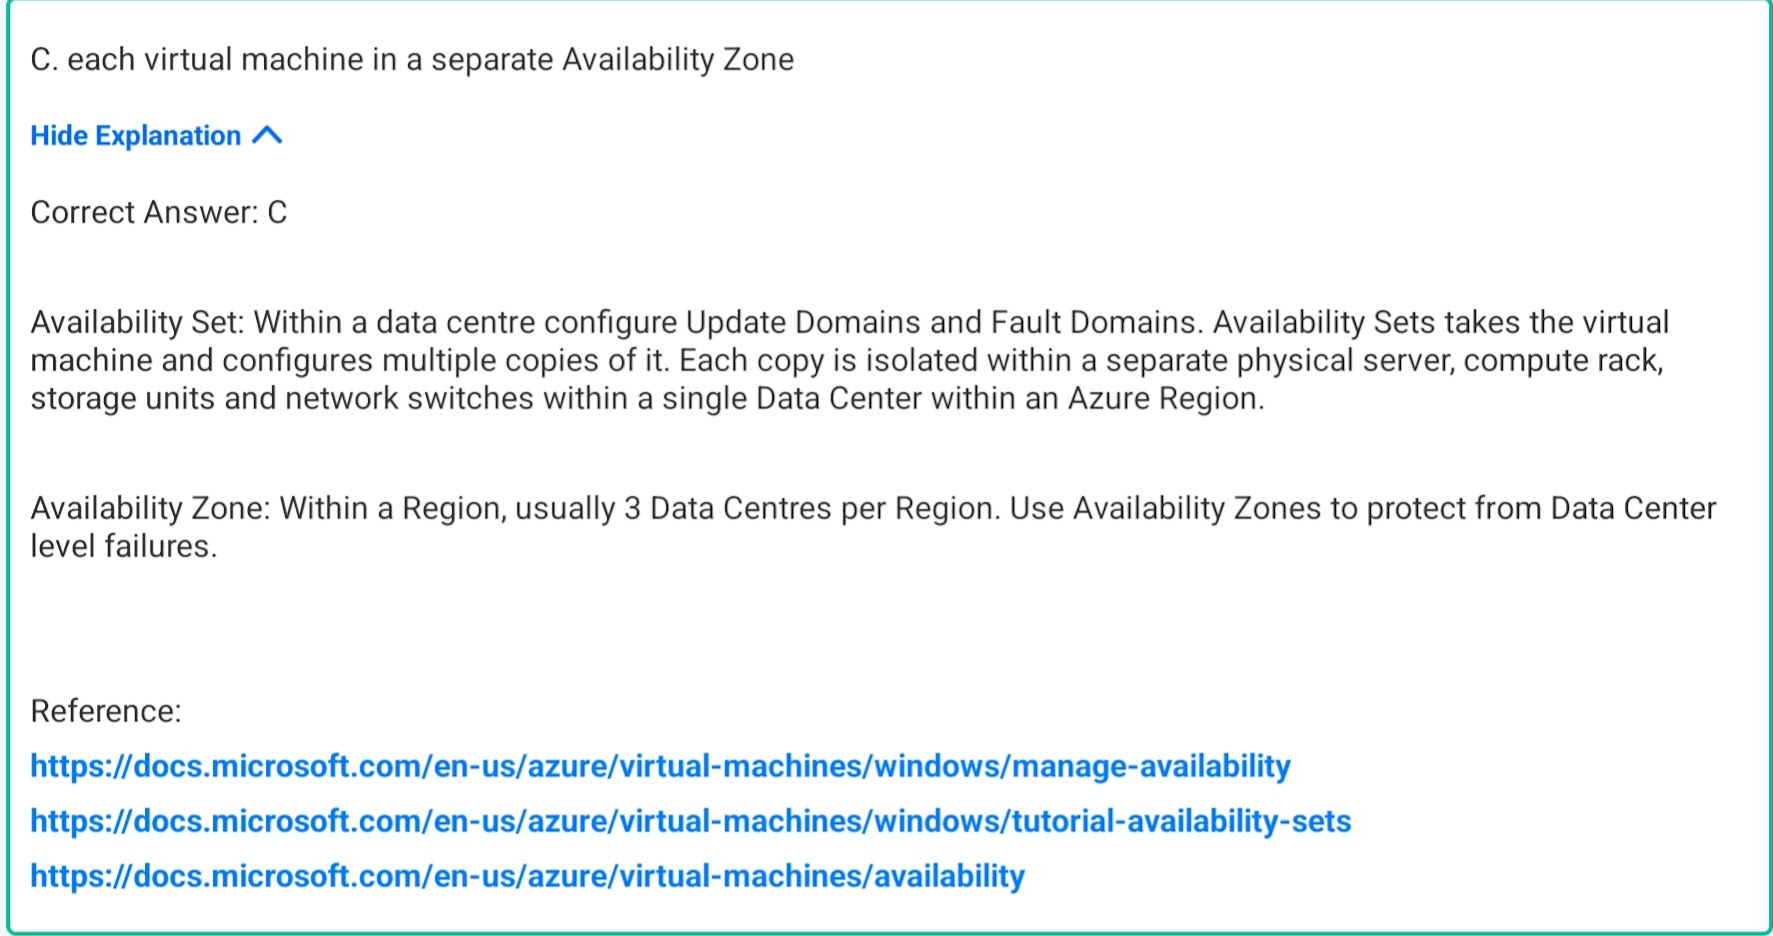 C. each virtual machine in a separate Availability Zone
Hide Explanation
Correct Answer: C
Availability Set: Within a data centre configure Update Domains and Fault Domains. Availability Sets takes the virtual
machine and configures multiple copies of it. Each copy is isolated within a separate physical server, compute rack,
storage units and network switches within a single Data Center within an Azure Region.
Availability Zone: Within a Region, usually 3 Data Centres per Region. Use Availability Zones to protect from Data Center
level failures.
Reference:
https://docs.microsoft.com/en-us/azure/virtual-machines/windows/manage-availability
https://docs.microsoft.com/en-us/azure/virtual-machines/windows/tutorial-availability-sets
https://docs.microsoft.com/en-us/azure/virtual-machines/availability